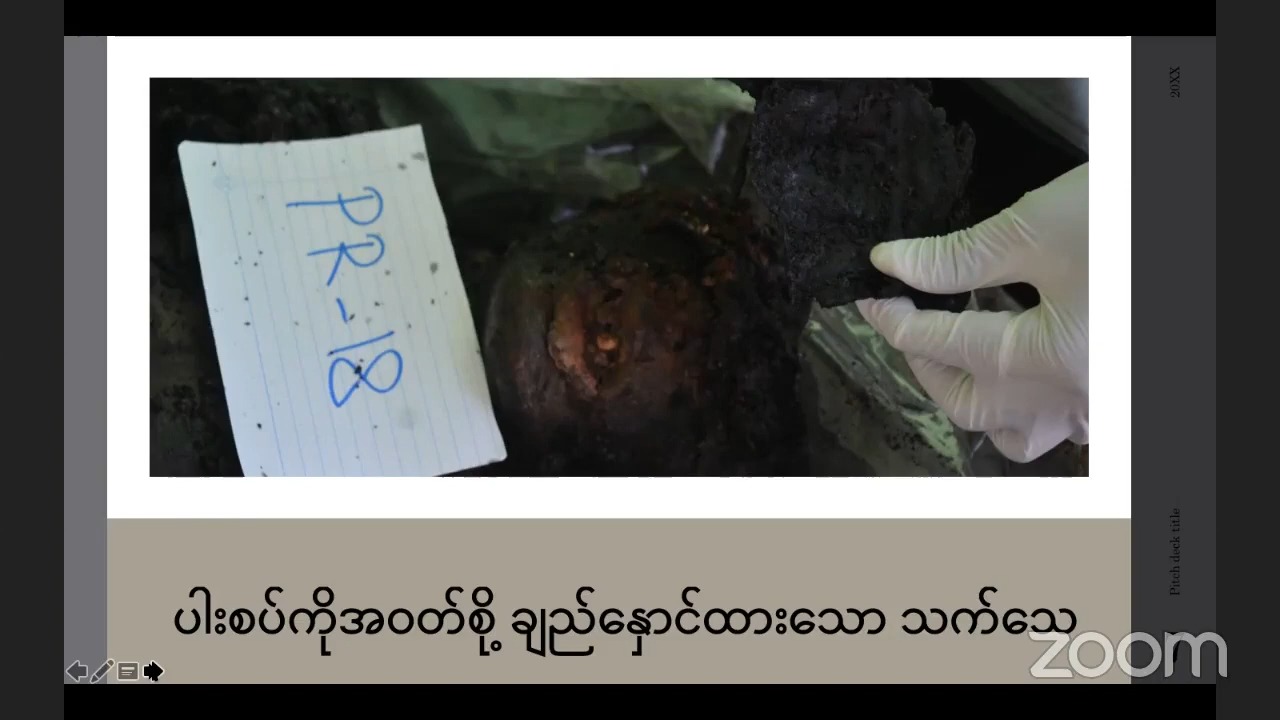 20XX
PR-18
Pitch deck title
ပါးစပ်ကိုအဝတ်စို့ ချည်နှောင်ထားသော သက်သေ
zoom